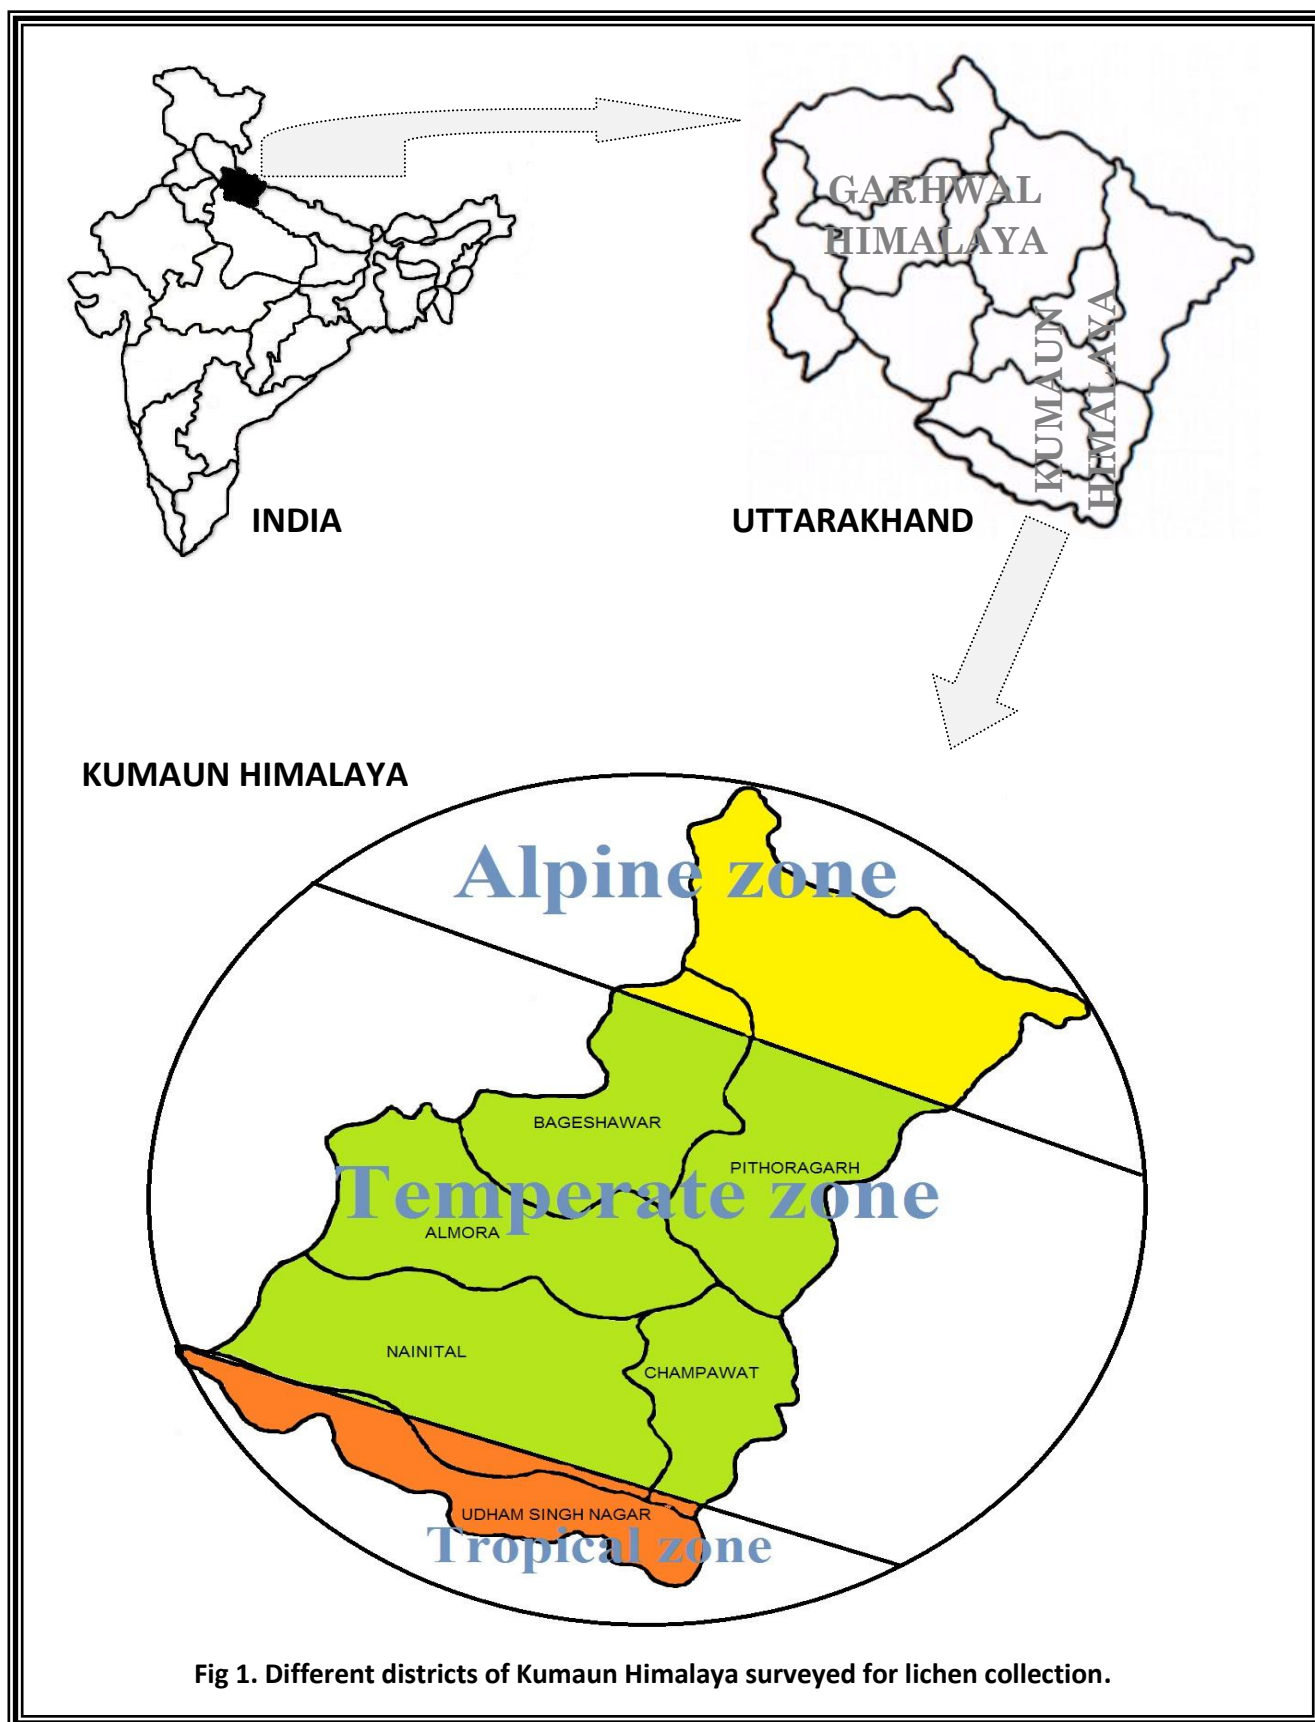 GARHWAL
HIMALAYA
KUMAUN
HIMALAYA
INDIA
UTTARAKHAND
KUMAUN HIMALAYA
Alpine zone
BAGESHAWAR
PITHORAGARH
Temperate zone
ALMORA
NAINITAL
CHAMPAWAT
UDHAM SINGH NAGAR
Tropical zone
Fig 1. Different districts of Kumaun Himalaya surveyed for lichen collection.